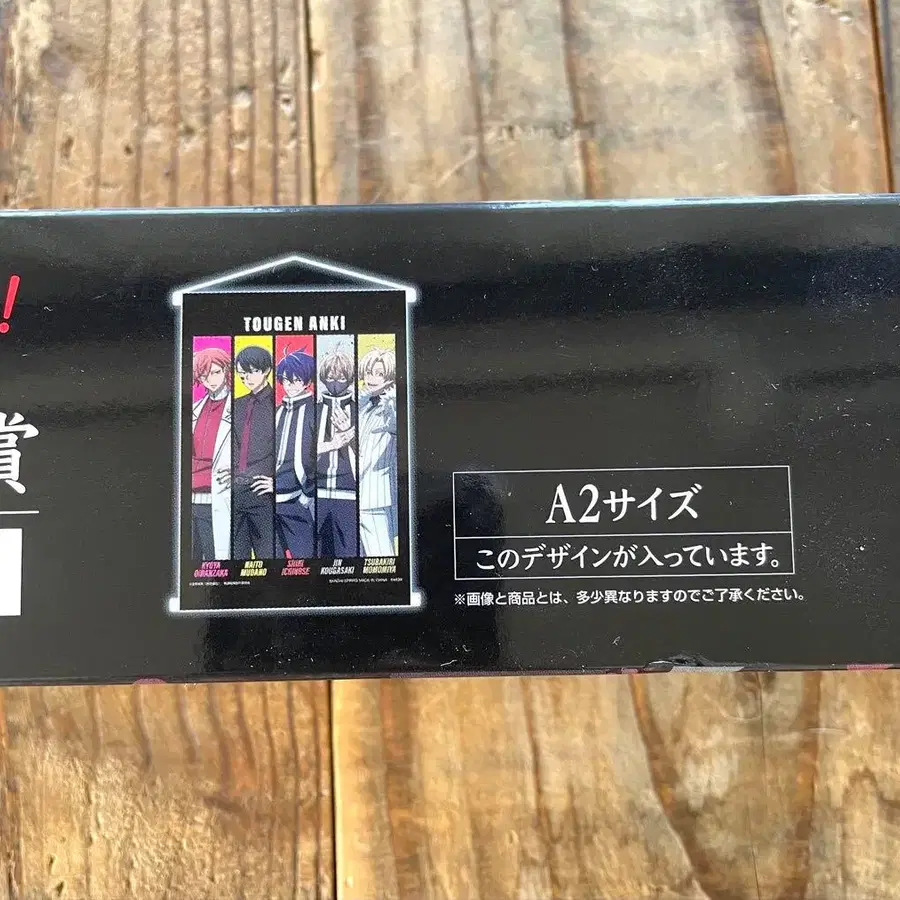 !
賞
TOUGEN ANKI
KYOYA
OIRANZAKA
NAITO
MUDANO
SHIKI
ICHINOSE
JIN
KOUGASAKI
TSUBAKIRI
MOMOMIYA
A2サイズ
このデザインが入っています。
※画像と商品とは、多少異なりますのでご了承ください。